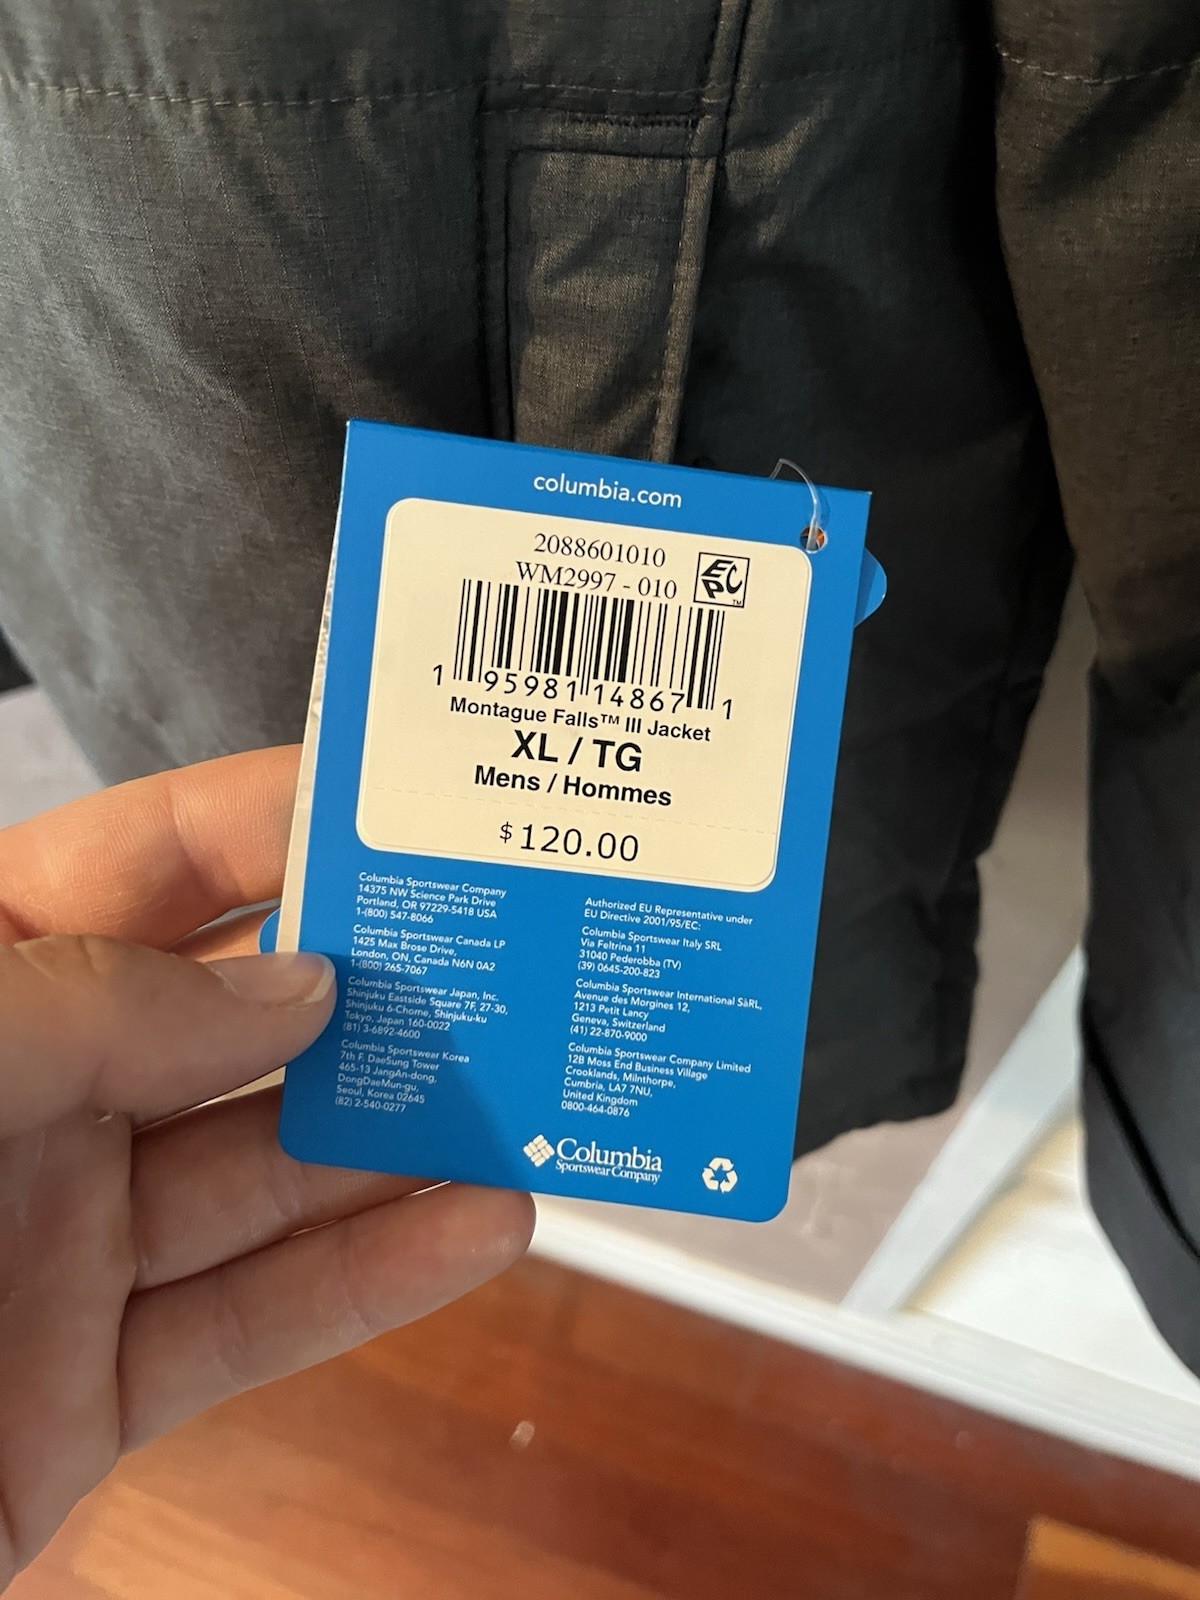 columbia.com
2088601010
WM2997 - 010
EPC™
1 95981 14867 1
Montague Falls™ III Jacket
XL / TG
Mens / Hommes
$120.00
Columbia Sportswear Company
14375 NW Science Park Drive
Portland, OR 97229-5418 USA
1-(800) 547-8066
Columbia Sportswear Canada LP
1425 Max Brose Drive,
London, ON, Canada N6N 0A2
1-(800) 265-7067
Columbia Sportswear Japan, Inc.
Shinjuku Eastside Square 7F, 27-30,
Shinjuku 6-Chome, Shinjuku-ku
Tokyo, Japan 160-0022
(81) 3-6892-4600
Columbia Sportswear Korea
7th F. DaeSung Tower
465-13 JangAn-dong,
DongDaeMun-gu,
Seoul, Korea 02645
(82) 2-540-0277
Authorized EU Representative under
EU Directive 2001/95/EC:
Columbia Sportswear Italy SRL
Via Feltrina 11
31040 Pederobba (TV)
(39) 0645-200-823
Columbia Sportswear International SàRL,
Avenue des Morgines 12,
1213 Petit Lancy
Geneva, Switzerland
(41) 22-870-9000
Columbia Sportswear Company Limited
12B Moss End Business Village
Crooklands, Milnthorpe,
Cumbria, LA7 7NU,
United Kingdom
0800-464-0876
Columbia
Sportswear Company